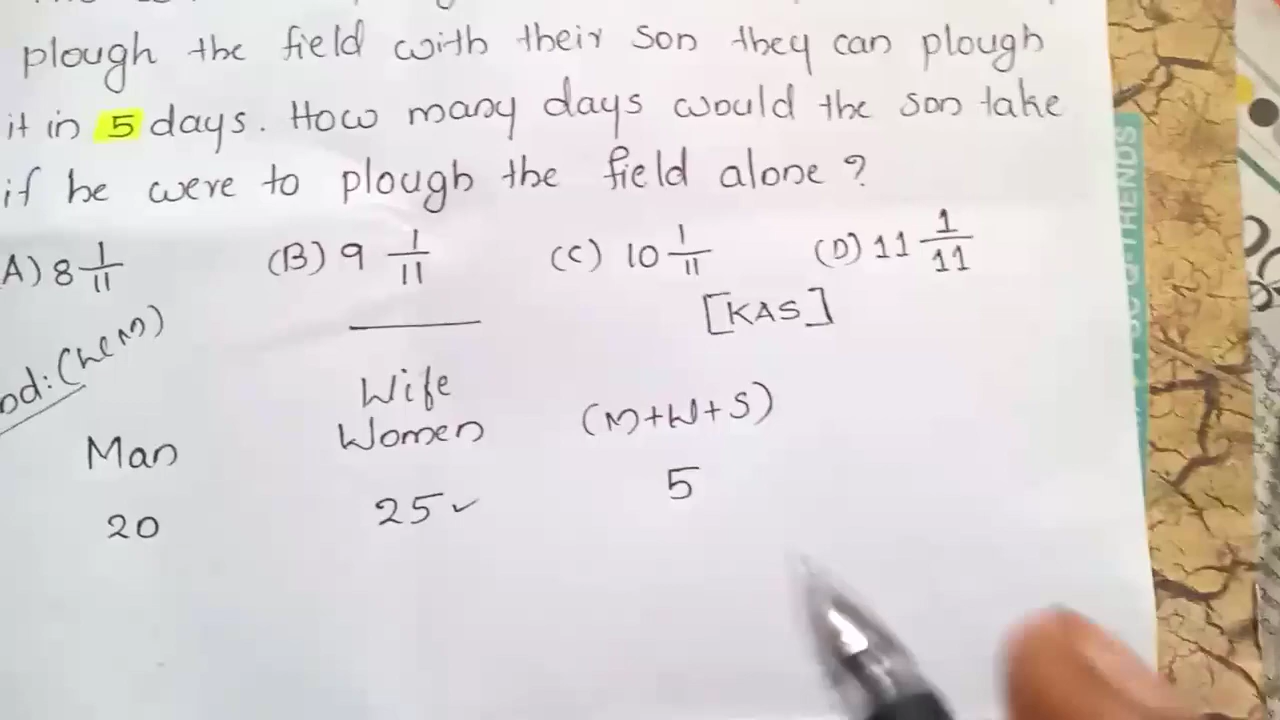 plough the field with their son they can plough
it in 5 days. How many days would the son take
if he were to plough the field alone?
A) 8 1/11 (B) 9 1/11 (C) 10 1/11 (D) 11 1/11
[KAS]
Man
20
Wife
Women
25 ✓
(M+W+S)
5
TRENDS